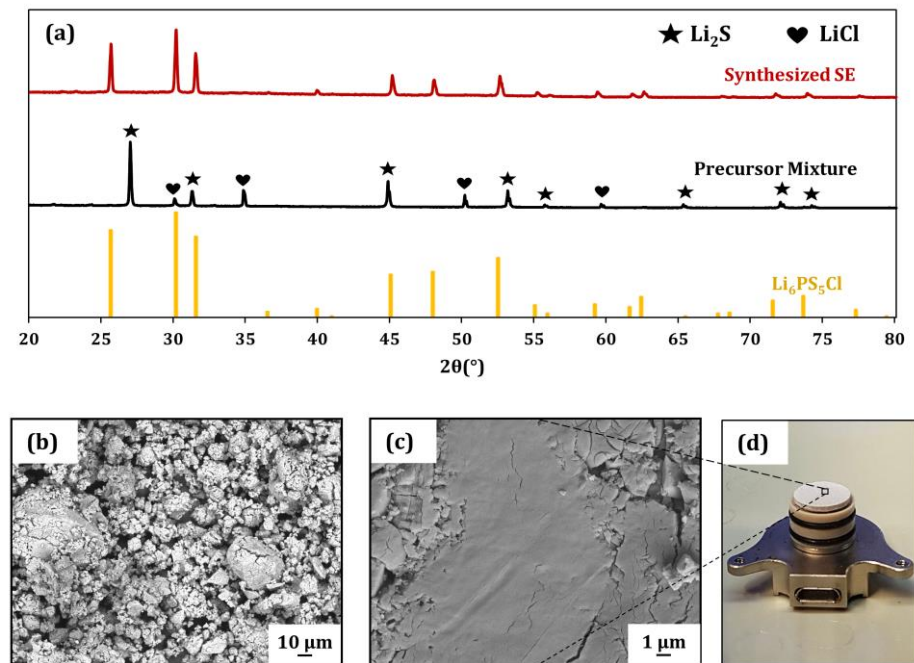 (a)
★ Li₂S ♥ LiCl
Synthesized SE
Precursor Mixture
Li₆PS₅Cl
20 25 30 35 40 45 50 55 60 65 70 75 80
2θ(°)
(b)
10 μm
(c)
1 μm
(d)